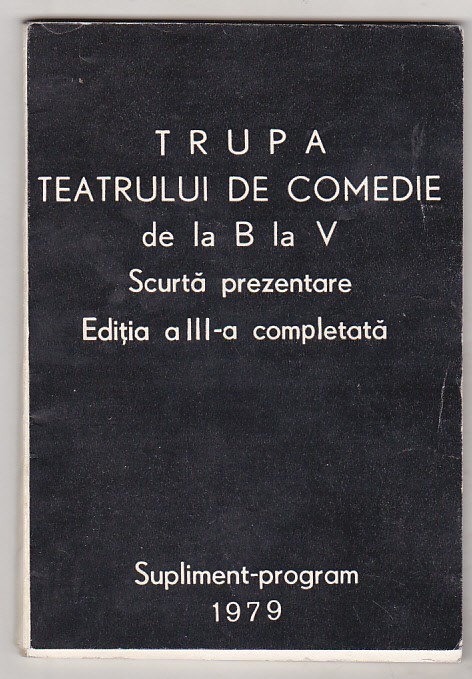 TRUPA
TEATRULUI DE COMEDIE
de la B la V
Scurtă prezentare
Ediția a III-a completată
Supliment-program
1979